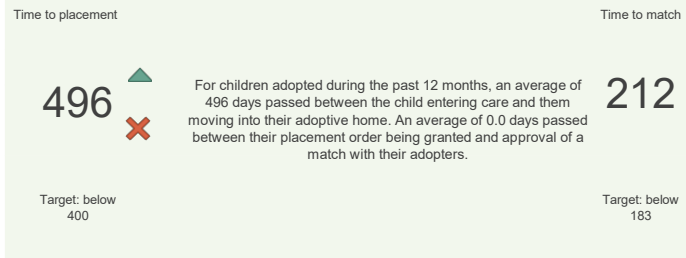 Time to placement
Time to match
496
For children adopted during the past 12 months, an average of
496 days passed between the child entering care and them
moving into their adoptive home. An average of 0.0 days passed
between their placement order being granted and approval of a
match with their adopters.
212
Target: below
400
Target: below
183